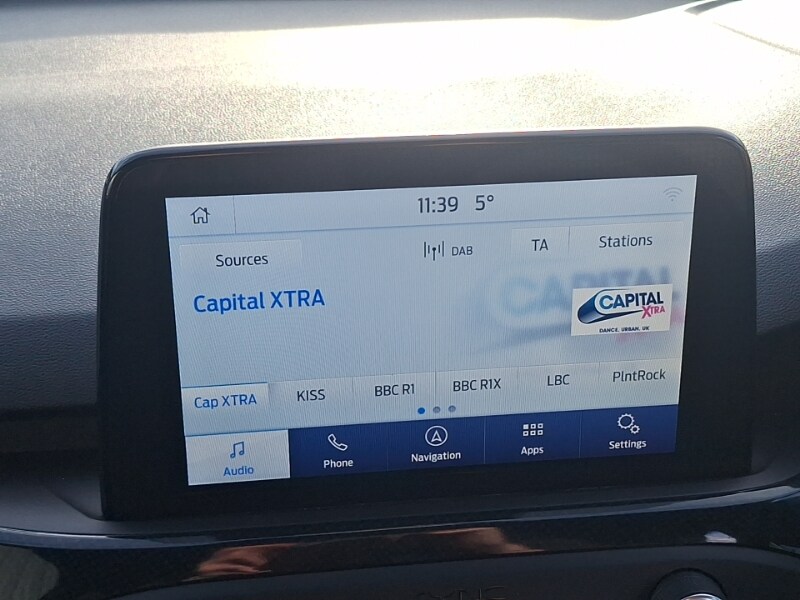 11:39 5°
Sources
DAB
TA
Stations
Capital XTRA
CAPITAL
XTRA
DANCE. URBAN. UK
Cap XTRA
KISS
BBC R1
BBC R1X
LBC
PlntRock
Audio
Phone
Navigation
Apps
Settings